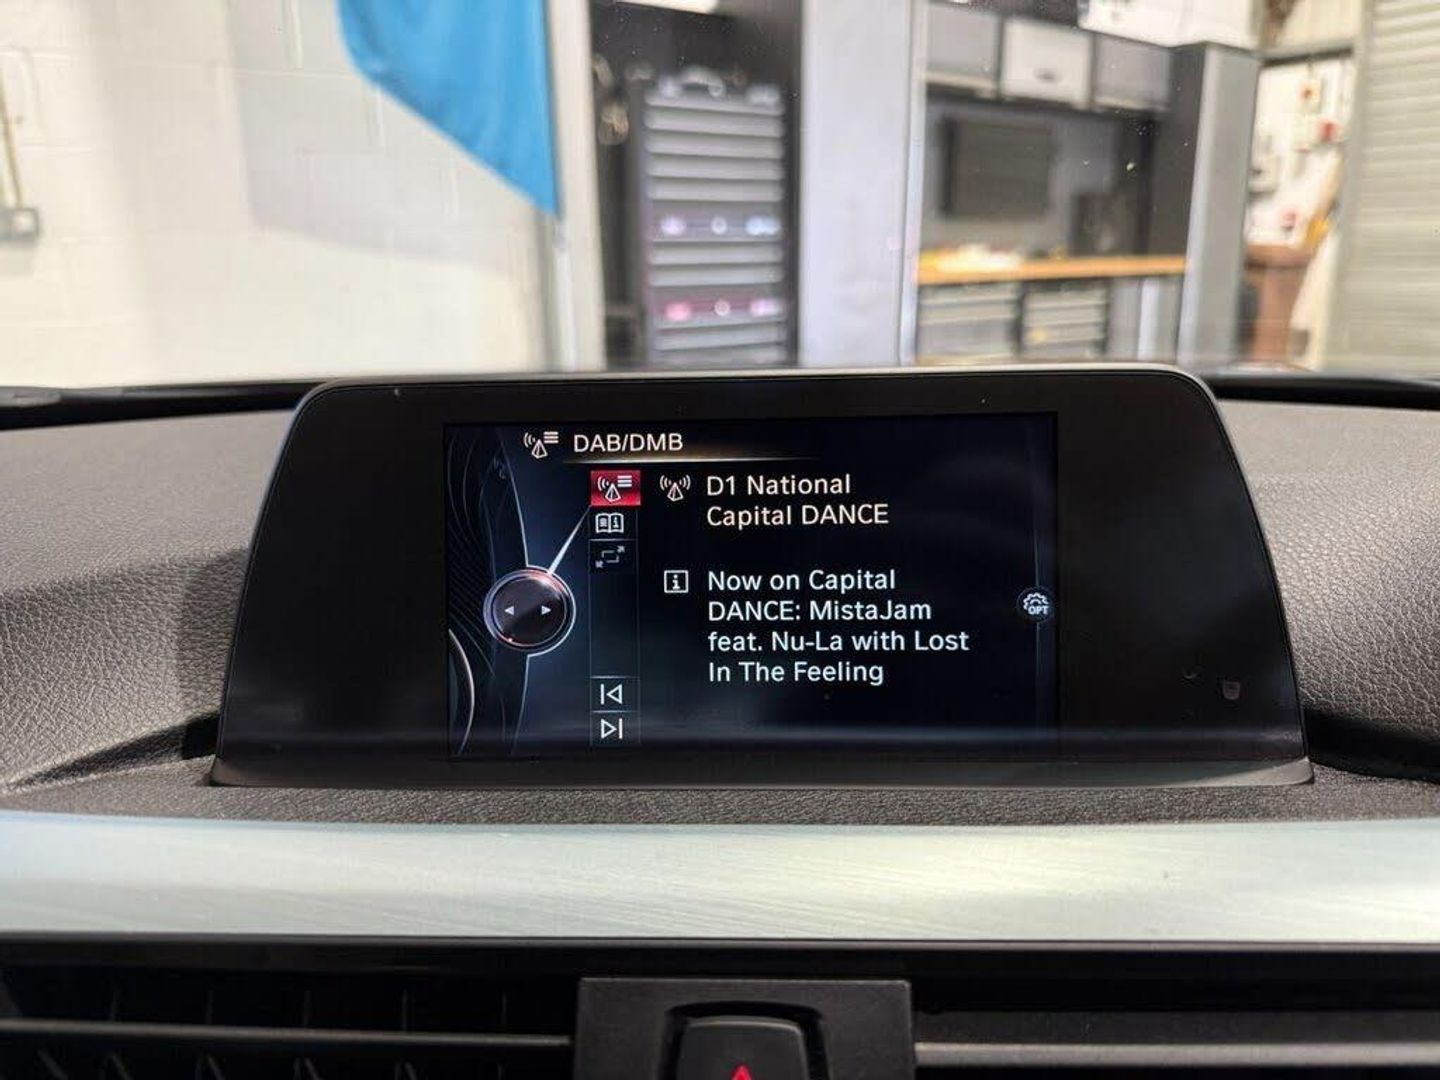 DAB/DMB
D1 National
Capital DANCE
Now on Capital
DANCE: MistaJam
feat. Nu-La with Lost
In The Feeling
OPT